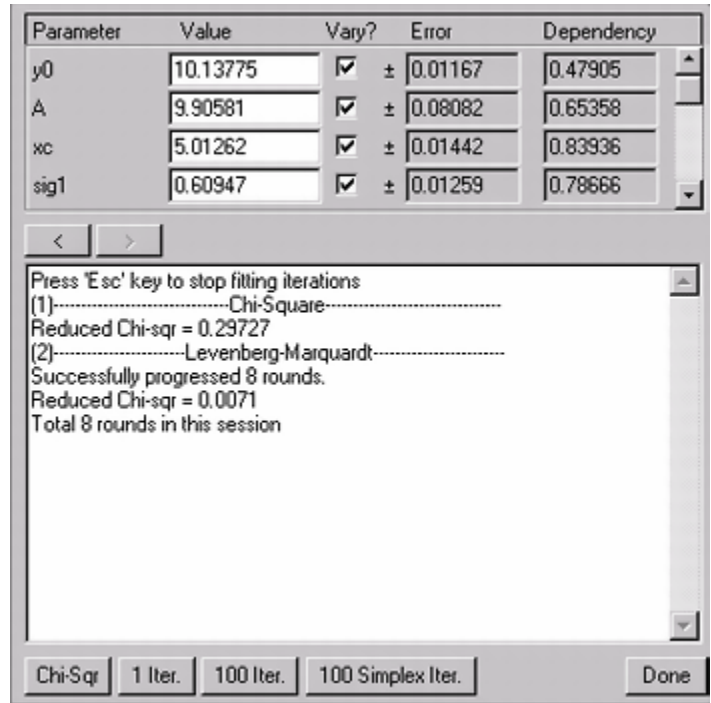 Parameter Value Vary? Error Dependency
y0 10.13775 ± 0.01167 0.47905
A 9.90581 ± 0.08082 0.65358
xc 5.01262 ± 0.01442 0.83936
sig1 0.60947 ± 0.01259 0.78666
< >
Press 'Esc' key to stop fitting iterations
(1)------------------------------Chi-Square------------------------------
Reduced Chi-sqr = 0.29727
(2)----------------------Levenberg-Marquardt----------------------
Successfully progressed 8 rounds.
Reduced Chi-sqr = 0.0071
Total 8 rounds in this session
Chi-Sqr 1 Iter. 100 Iter. 100 Simplex Iter. Done